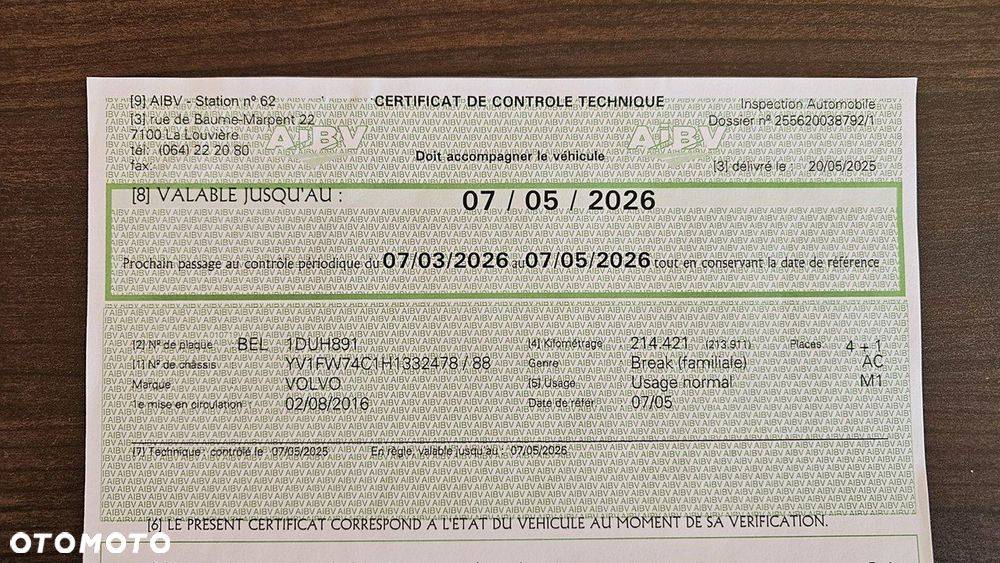 [9] AIBV - Station nº 62
[3] rue de Baume-Marpent 22
7100 La Louvière
tél: (064) 22 20 80
fax:
AIBV
CERTIFICAT DE CONTROLE TECHNIQUE
Doit accompagner le véhicule
AIBV
Inspection Automobile
Dossier nº 255620038792/1
[3] délivré le : 20/05/2025
[8] VALABLE JUSQU'AU : 07 / 05 / 2026
Prochain passage au contrôle périodique du 07/03/2026 au 07/05/2026 tout en conservant la date de référence
[2] Nº de plaque BEL 1DUH891 [4] Kilométrage 214.421 (213.911) Places 4 + 1
[1] Nº de châssis : YV1FW74C1H1332478 / 88 Genre Break (familiale) AC
Marque VOLVO [5] Usage Usage normal M1
1e mise en circulation : 02/08/2016 Date de référ 07/05
[7] Technique : contrôlé le 07/05/2025 En règle, valable jusqu'au : 07/05/2026
[6] LE PRESENT CERTIFICAT CORRESPOND A L'ETAT DU VEHICULE AU MOMENT DE SA VERIFICATION.
OTOMOTO